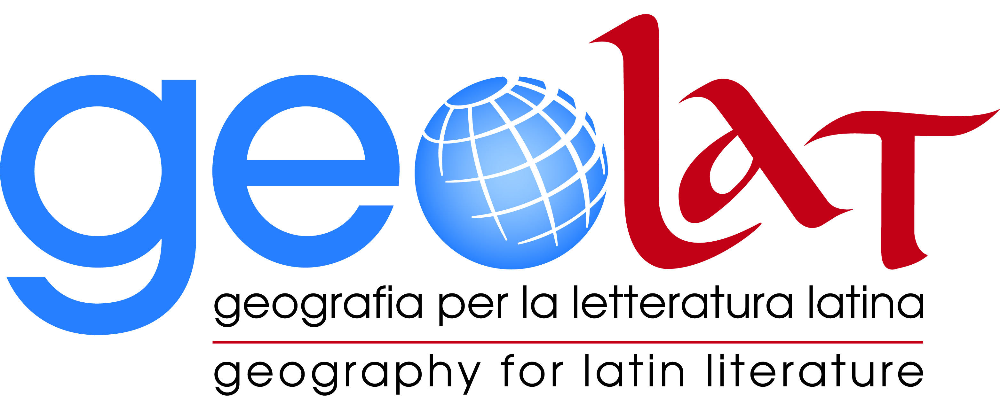 geoLAT
geografia per la letteratura latina
geography for latin literature